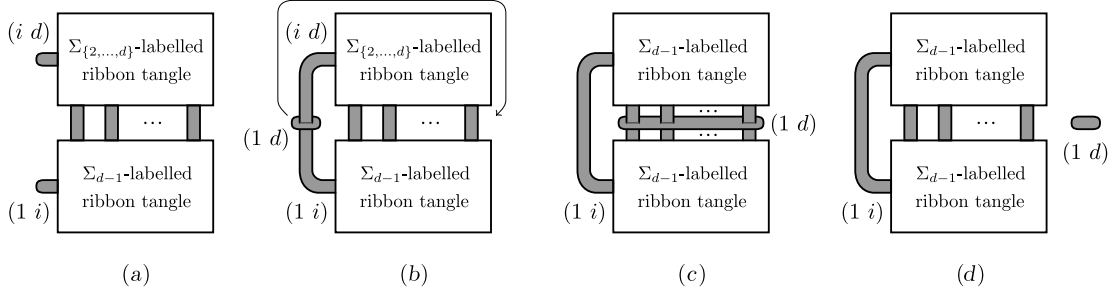 (i d)
Σ_{2,...,d}-labelled
ribbon tangle
...
Σ_{d−1}-labelled
ribbon tangle
(1 i)
(a)
(i d)
Σ_{2,...,d}-labelled
ribbon tangle
(1 d)
...
Σ_{d−1}-labelled
ribbon tangle
(1 i)
(b)
Σ_{d−1}-labelled
ribbon tangle
...
(1 d)
...
Σ_{d−1}-labelled
ribbon tangle
(1 i)
(c)
Σ_{d−1}-labelled
ribbon tangle
...
(1 d)
Σ_{d−1}-labelled
ribbon tangle
(1 i)
(d)